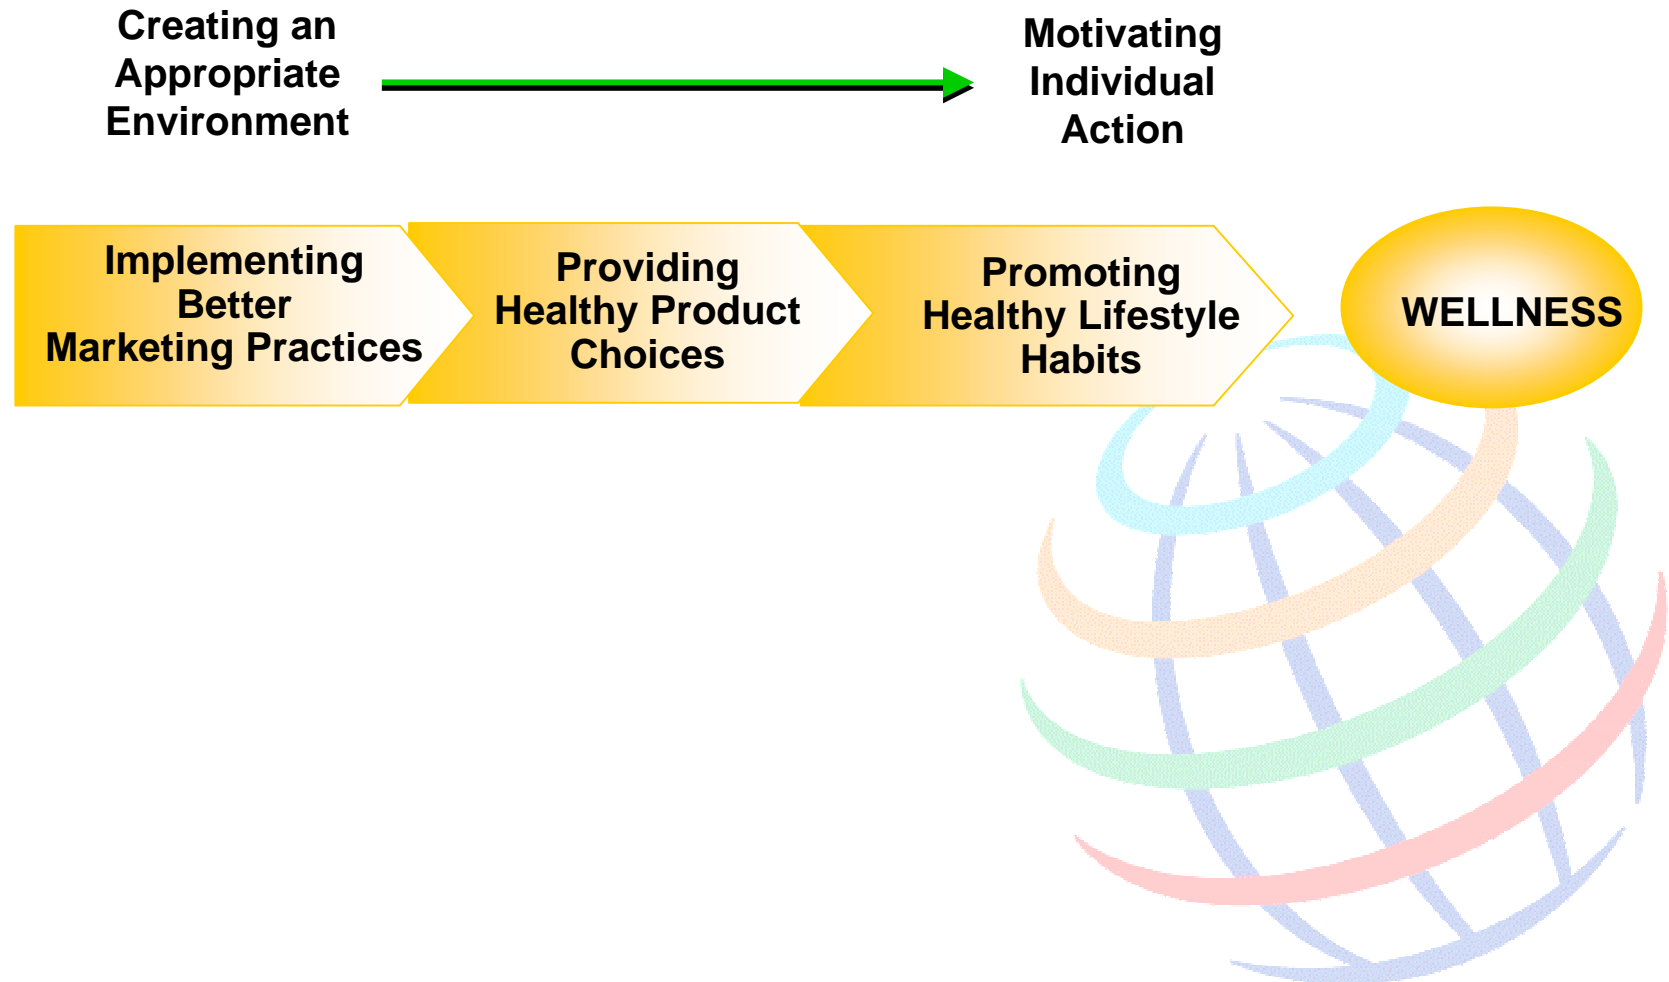 Creating an
Appropriate
Environment
Motivating
Individual
Action
Implementing
Better
Marketing Practices
Providing
Healthy Product
Choices
Promoting
Healthy Lifestyle
Habits
WELLNESS